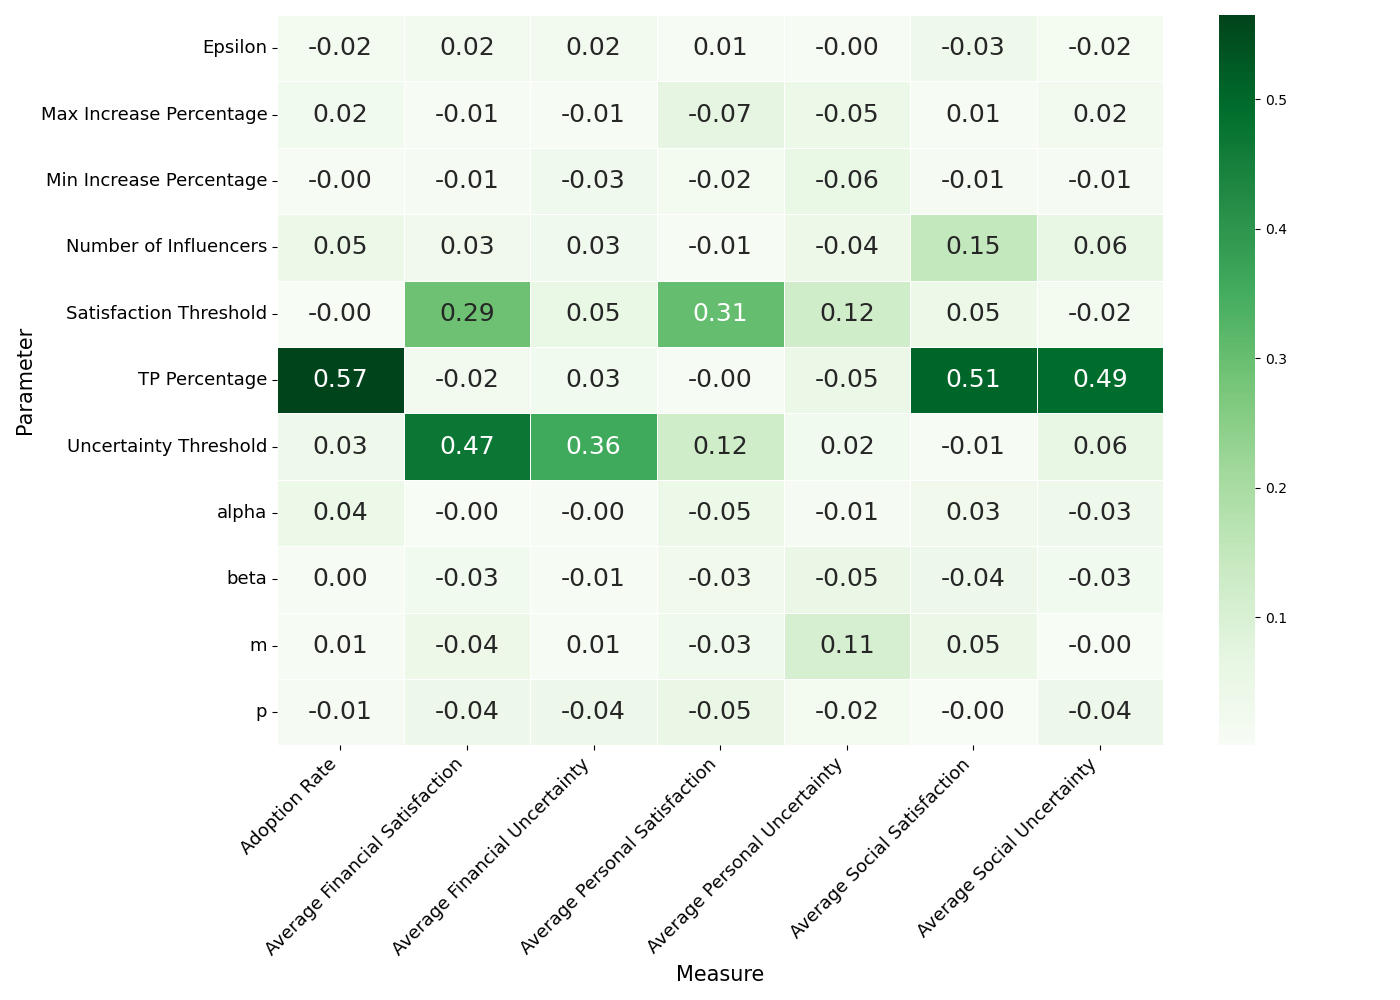 Epsilon -0.02 0.02 0.02 0.01 -0.00 -0.03 -0.02
Max Increase Percentage 0.02 -0.01 -0.01 -0.07 -0.05 0.01 0.02
Min Increase Percentage -0.00 -0.01 -0.03 -0.02 -0.06 -0.01 -0.01
Number of Influencers 0.05 0.03 0.03 -0.01 -0.04 0.15 0.06
Satisfaction Threshold -0.00 0.29 0.05 0.31 0.12 0.05 -0.02
TP Percentage 0.57 -0.02 0.03 -0.00 -0.05 0.51 0.49
Uncertainty Threshold 0.03 0.47 0.36 0.12 0.02 -0.01 0.06
alpha 0.04 -0.00 -0.00 -0.05 -0.01 0.03 -0.03
beta 0.00 -0.03 -0.01 -0.03 -0.05 -0.04 -0.03
m 0.01 -0.04 0.01 -0.03 0.11 0.05 -0.00
p -0.01 -0.04 -0.04 -0.05 -0.02 -0.00 -0.04
Parameter
Adoption Rate
Average Financial Satisfaction
Average Financial Uncertainty
Average Personal Satisfaction
Average Personal Uncertainty
Average Social Satisfaction
Average Social Uncertainty
Measure
0.5
0.4
0.3
0.2
0.1